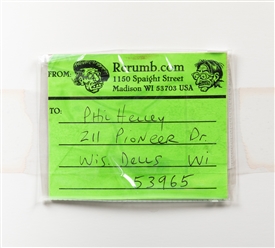 FROM Rcrumb.com
1150 Spaight Street
Madison WI 53703 USA
TO:
Phil
211 Pioneer Dr.
Wis. Dells Wi
53965